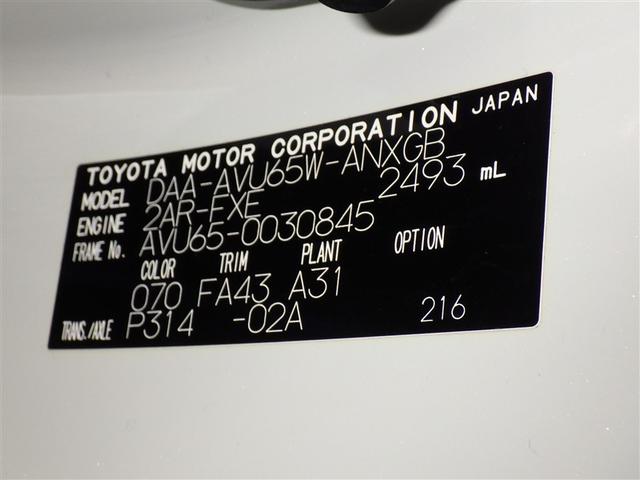 TOYOTA MOTOR CORPORATION JAPAN
MODEL DAA-AVU65W-ANXGB
ENGINE 2AR-FXE 2493 mL
FRAME No. AVU65-0030845
COLOR TRIM PLANT OPTION
070 FA43 A31
TRANS./AXLE P314 -02A 216